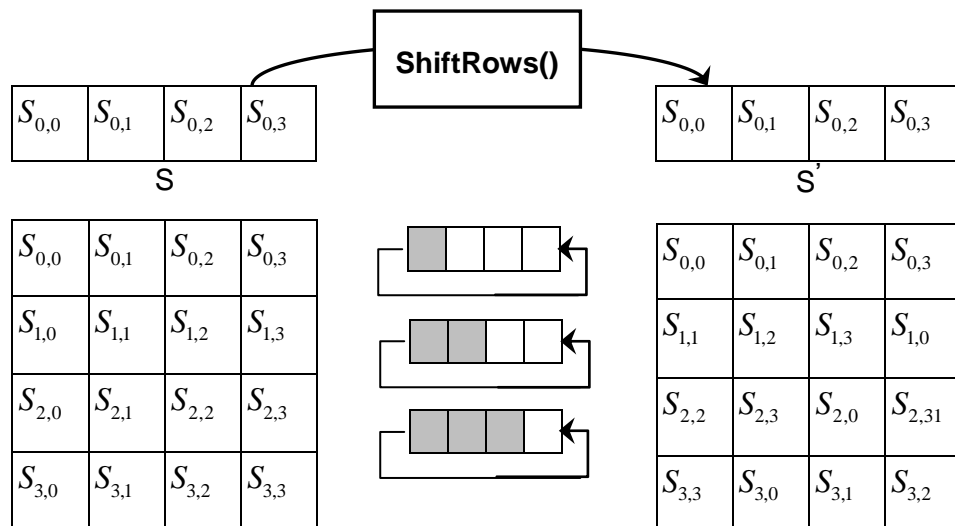 ShiftRows()
S0,0 S0,1 S0,2 S0,3
S0,0 S0,1 S0,2 S0,3
S
S'
S0,0 S0,1 S0,2 S0,3
S1,0 S1,1 S1,2 S1,3
S2,0 S2,1 S2,2 S2,3
S3,0 S3,1 S3,2 S3,3
S0,0 S0,1 S0,2 S0,3
S1,1 S1,2 S1,3 S1,0
S2,2 S2,3 S2,0 S2,31
S3,3 S3,0 S3,1 S3,2